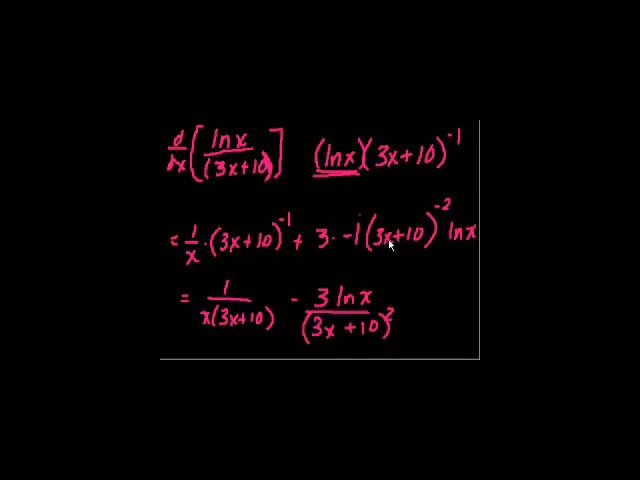 d/dx [ln x/(3x+10)] (ln x)(3x+10)^-1
= 1/x · (3x+10)^-1 + 3 · -1(3x+10)^-2 ln x
= 1/x(3x+10) - 3 ln x/(3x+10)^2